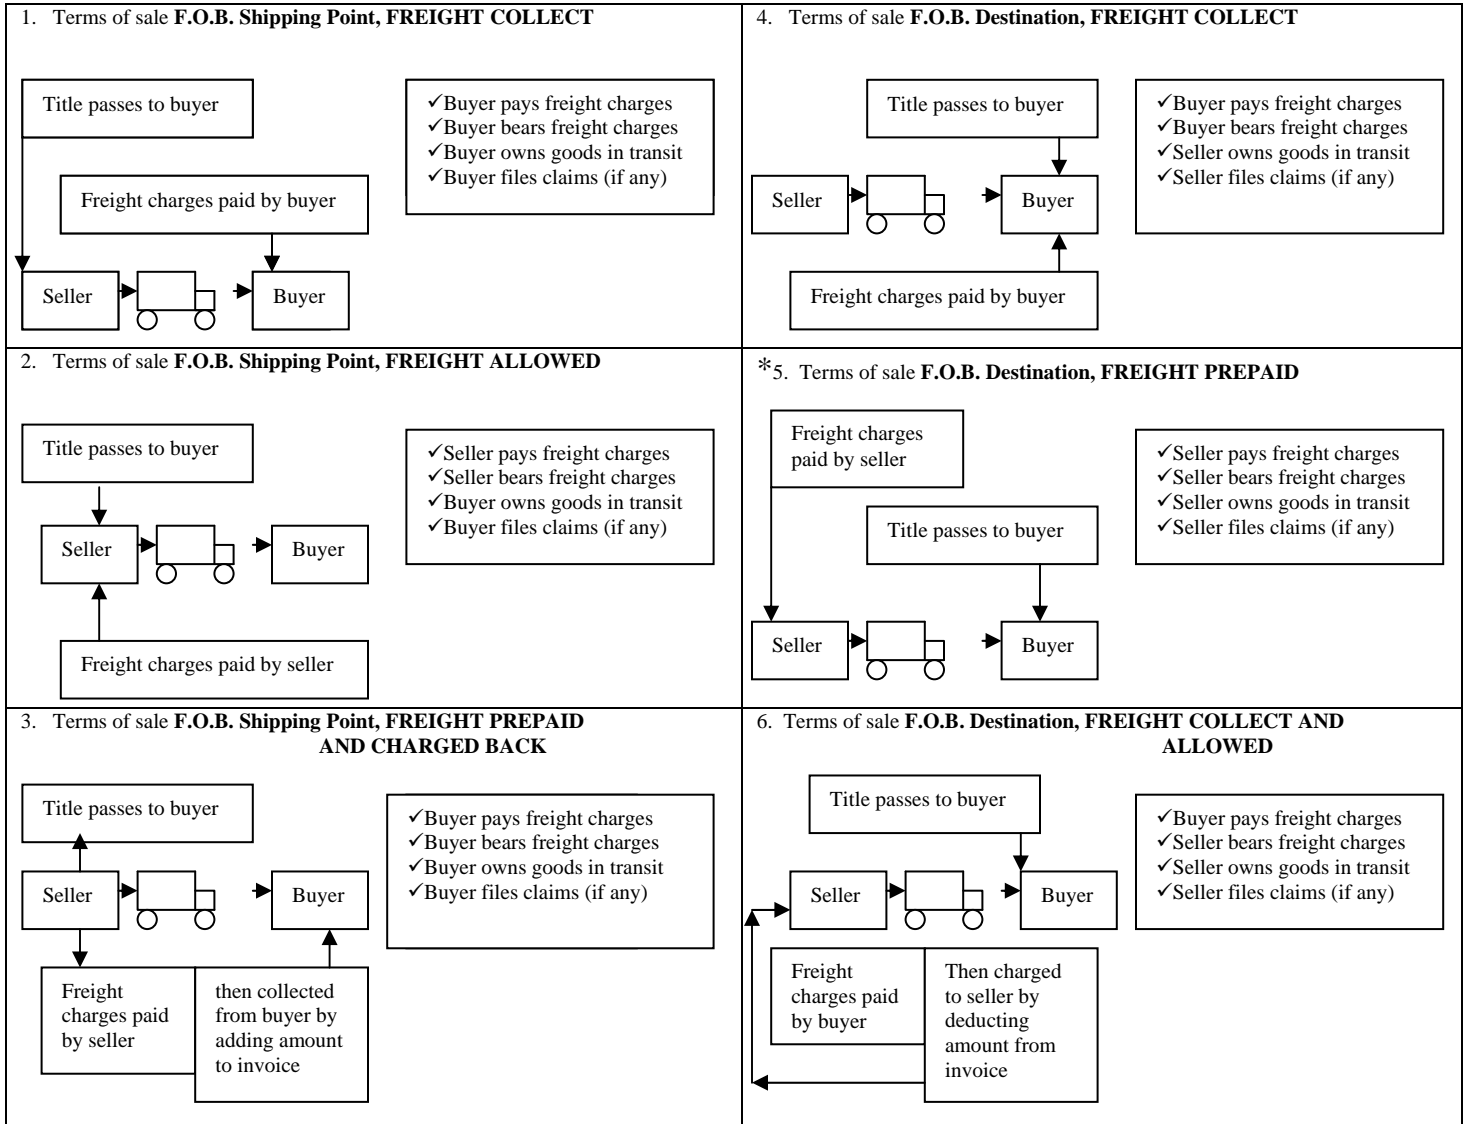 1. Terms of sale F.O.B. Shipping Point, FREIGHT COLLECT
Title passes to buyer
✓Buyer pays freight charges
✓Buyer bears freight charges
✓Buyer owns goods in transit
✓Buyer files claims (if any)
Freight charges paid by buyer
Seller
Buyer
4. Terms of sale F.O.B. Destination, FREIGHT COLLECT
Title passes to buyer
✓Buyer pays freight charges
✓Buyer bears freight charges
✓Seller owns goods in transit
✓Seller files claims (if any)
Seller
Buyer
Freight charges paid by buyer
2. Terms of sale F.O.B. Shipping Point, FREIGHT ALLOWED
Title passes to buyer
✓Seller pays freight charges
✓Seller bears freight charges
✓Buyer owns goods in transit
✓Buyer files claims (if any)
Seller
Buyer
Freight charges paid by seller
*5. Terms of sale F.O.B. Destination, FREIGHT PREPAID
Freight charges
paid by seller
✓Seller pays freight charges
✓Seller bears freight charges
✓Seller owns goods in transit
✓Seller files claims (if any)
Title passes to buyer
Seller
Buyer
3. Terms of sale F.O.B. Shipping Point, FREIGHT PREPAID
AND CHARGED BACK
Title passes to buyer
✓Buyer pays freight charges
✓Buyer bears freight charges
✓Buyer owns goods in transit
✓Buyer files claims (if any)
Seller
Buyer
Freight
charges paid
by seller
then collected
from buyer by
adding amount
to invoice
6. Terms of sale F.O.B. Destination, FREIGHT COLLECT AND
ALLOWED
Title passes to buyer
✓Buyer pays freight charges
✓Seller bears freight charges
✓Seller owns goods in transit
✓Seller files claims (if any)
Seller
Buyer
Freight
charges paid
by buyer
Then charged
to seller by
deducting
amount from
invoice